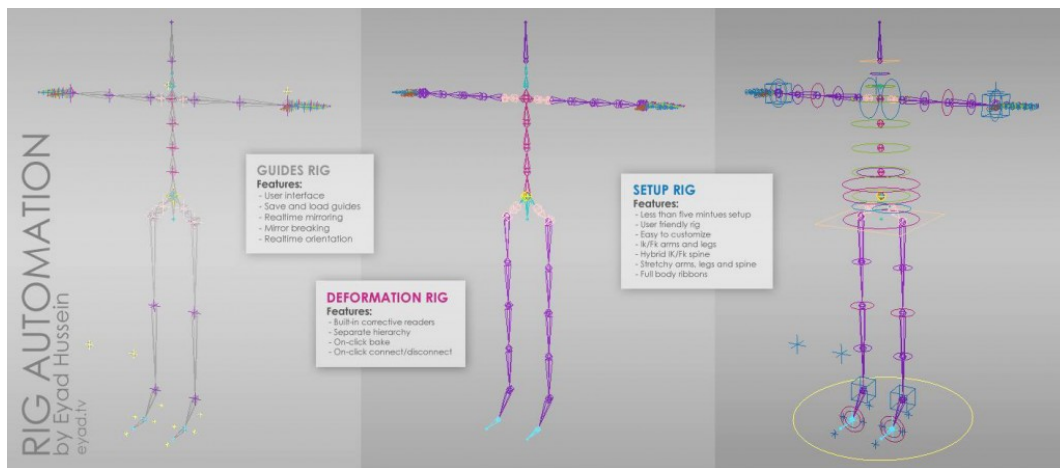 RIG AUTOMATION
by Eyad Hussein
eyad.tv
GUIDES RIG
Features:
- User interface
- Save and load guides
- Realtime mirroring
- Mirror breaking
- Realtime orientation
DEFORMATION RIG
Features:
- Built-in corrective readers
- Separate hierarchy
- On-click bake
- On-click connect/disconnect
SETUP RIG
Features:
- Less than five mintues setup
- User friendly rig
- Easy to customize
- Ik/Fk arms and legs
- Hybrid IK/Fk spine
- Stretchy arms, legs and spine
- Full body ribbons